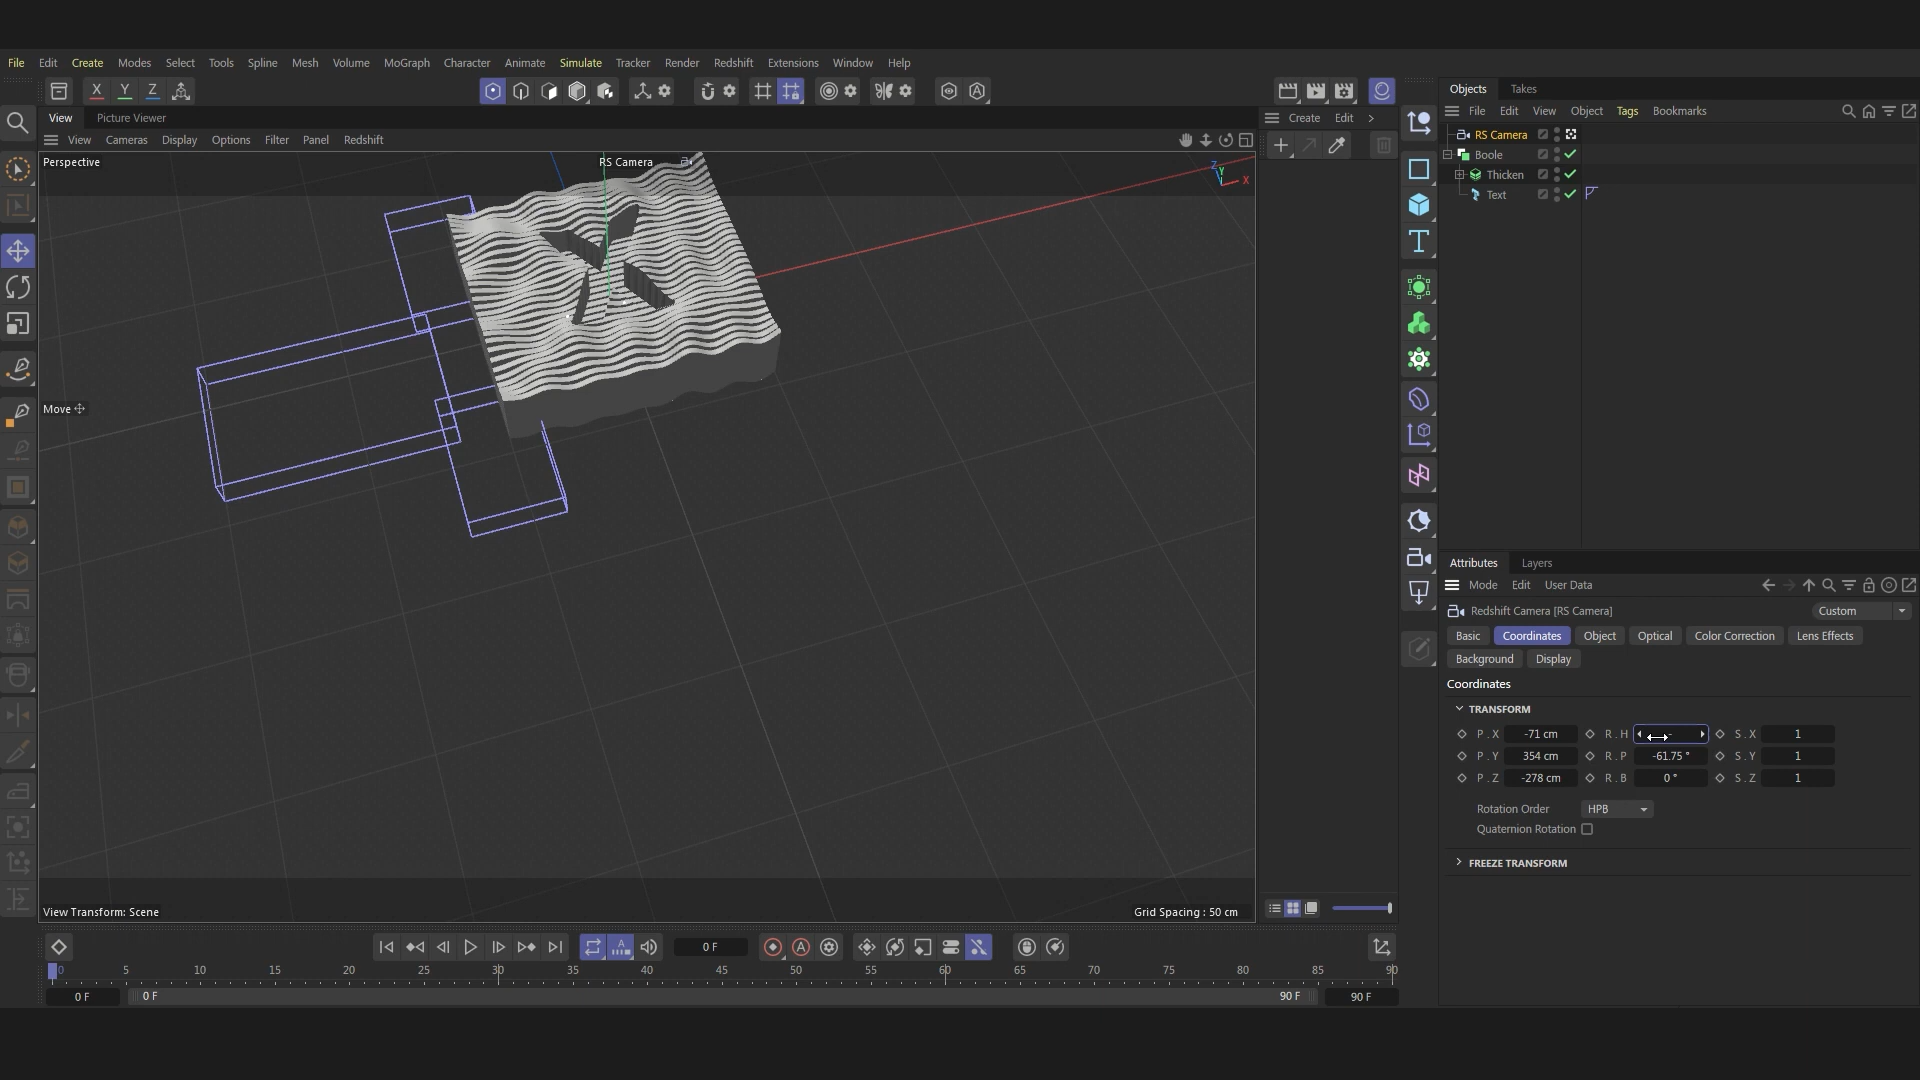 File Edit Create Modes Select Tools Spline Mesh Volume MoGraph Character Animate Simulate Tracker Render Redshift Extensions Window Help
X Y Z
View Picture Viewer
View Cameras Display Options Filter Panel Redshift
Perspective
RS Camera
Z Y X
Move
View Transform: Scene
Grid Spacing : 50 cm
Create Edit
Objects Takes
File Edit View Object Tags Bookmarks
RS Camera
Boole
Thicken
Text
Attributes Layers
Mode Edit User Data
Redshift Camera [RS Camera]
Custom
Basic Coordinates Object Optical Color Correction Lens Effects
Background Display
Coordinates
TRANSFORM
P . X -71 cm R . H - S . X 1
P . Y 354 cm R . P -61.75 ° S . Y 1
P . Z -278 cm R . B 0 ° S . Z 1
Rotation Order HPB
Quaternion Rotation
FREEZE TRANSFORM
0 F
0 5 10 15 20 25 30 35 40 45 50 55 60 65 70 75 80 85 90
0 F 0 F 90 F 90 F